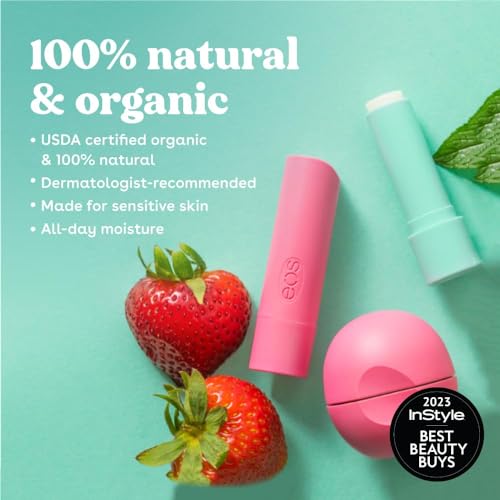 100% natural
& organic
• USDA certified organic
& 100% natural
• Dermatologist-recommended
• Made for sensitive skin
• All-day moisture
eos
2023
InStyle
BEST
BEAUTY
BUYS